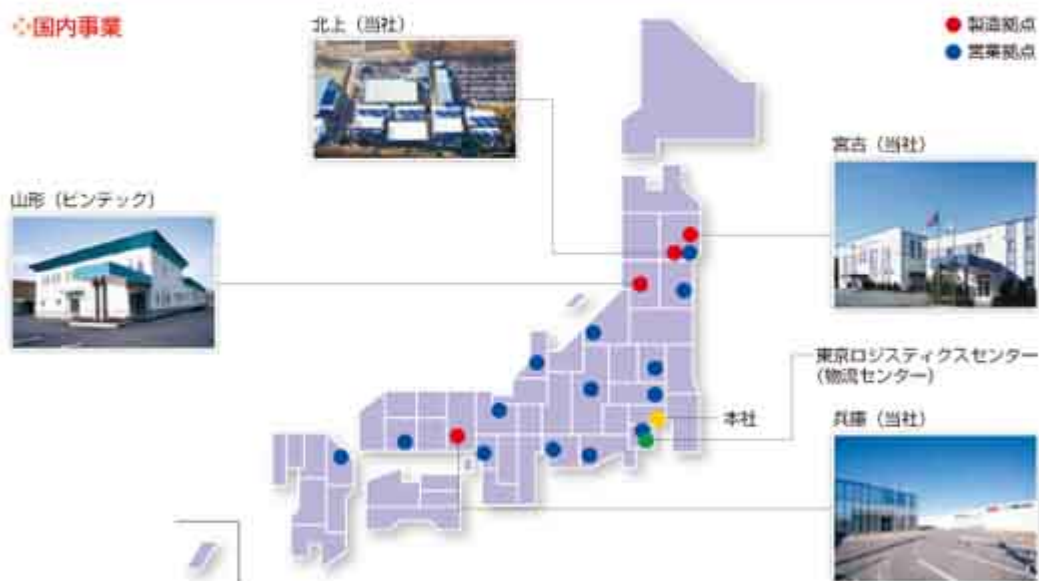 国内事業
北上（当社）
製造拠点
営業拠点
宮古（当社）
山形（ピンテック）
東京ロジスティクスセンター
（物流センター）
本社
兵庫（当社）